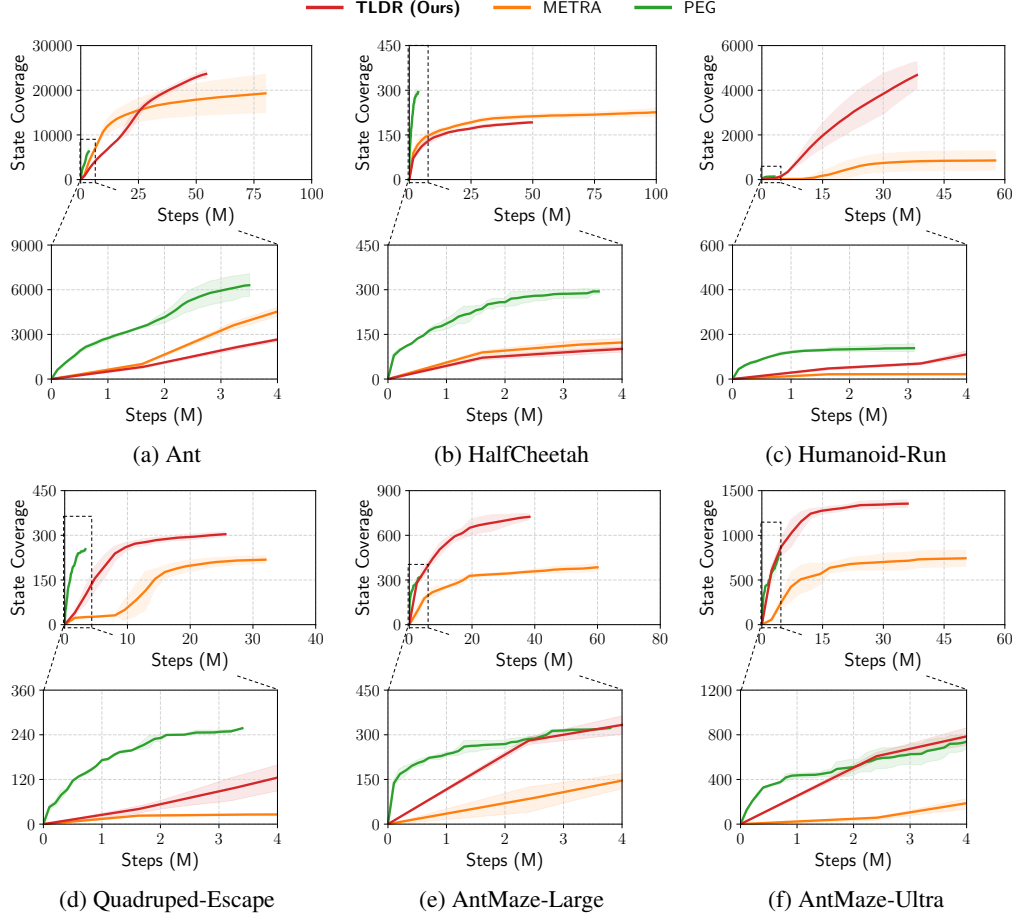 TLDR (Ours) METRA PEG
30000 450 6000
State Coverage State Coverage State Coverage
20000 300 4000
10000 150 2000
0 0 0
0 25 50 75 100 0 25 50 75 100 0 15 30 45 60
Steps (M) Steps (M) Steps (M)
9000 450 600
6000 300 400
3000 150 200
0 0 0
0 1 2 3 4 0 1 2 3 4 0 1 2 3 4
Steps (M) Steps (M) Steps (M)
(a) Ant (b) HalfCheetah (c) Humanoid-Run
450 900 1500
State Coverage State Coverage State Coverage
300 600 1000
150 300 500
0 0 0
0 10 20 30 40 0 20 40 60 80 0 15 30 45 60
Steps (M) Steps (M) Steps (M)
360 450 1200
240 300 800
120 150 400
0 0 0
0 1 2 3 4 0 1 2 3 4 0 1 2 3 4
Steps (M) Steps (M) Steps (M)
(d) Quadruped-Escape (e) AntMaze-Large (f) AntMaze-Ultra